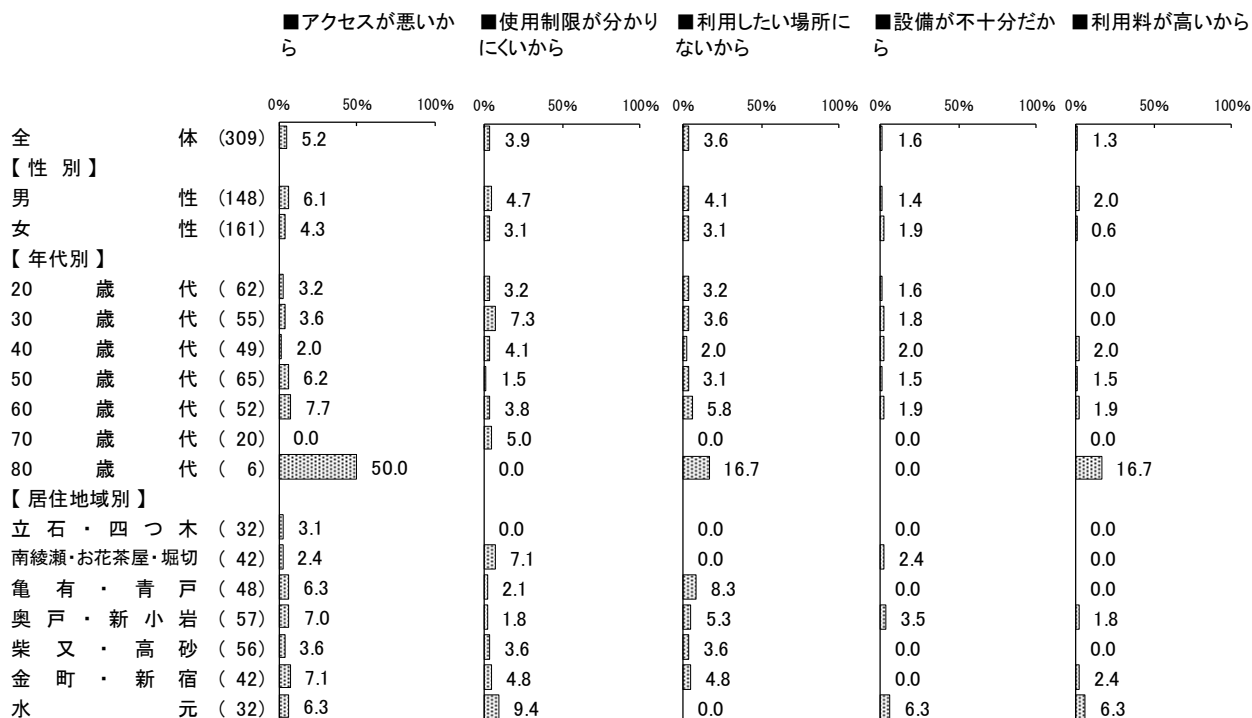 ■アクセスが悪いか ■使用制限が分かり ■利用したい場所に ■設備が不十分だか ■利用料が高いから
ら にくいから ないから ら
0% 50% 100% 0% 50% 100% 0% 50% 100% 0% 50% 100% 0% 50% 100%
全体 (309) 5.2 3.9 3.6 1.6 1.3
【性別】
男性 (148) 6.1 4.7 4.1 1.4 2.0
女性 (161) 4.3 3.1 3.1 1.9 0.6
【年代別】
20歳代 ( 62) 3.2 3.2 3.2 1.6 0.0
30歳代 ( 55) 3.6 7.3 3.6 1.8 0.0
40歳代 ( 49) 2.0 4.1 2.0 2.0 2.0
50歳代 ( 65) 6.2 1.5 3.1 1.5 1.5
60歳代 ( 52) 7.7 3.8 5.8 1.9 1.9
70歳代 ( 20) 0.0 5.0 0.0 0.0 0.0
80歳代 ( 6) 50.0 0.0 16.7 0.0 16.7
【居住地域別】
立石・四つ木 ( 32) 3.1 0.0 0.0 0.0 0.0
南綾瀬・お花茶屋・堀切 ( 42) 2.4 7.1 0.0 2.4 0.0
亀有・青戸 ( 48) 6.3 2.1 8.3 0.0 0.0
奥戸・新小岩 ( 57) 7.0 1.8 5.3 3.5 1.8
柴又・高砂 ( 56) 3.6 3.6 3.6 0.0 0.0
金町・新宿 ( 42) 7.1 4.8 4.8 0.0 2.4
水元 ( 32) 6.3 9.4 0.0 6.3 6.3